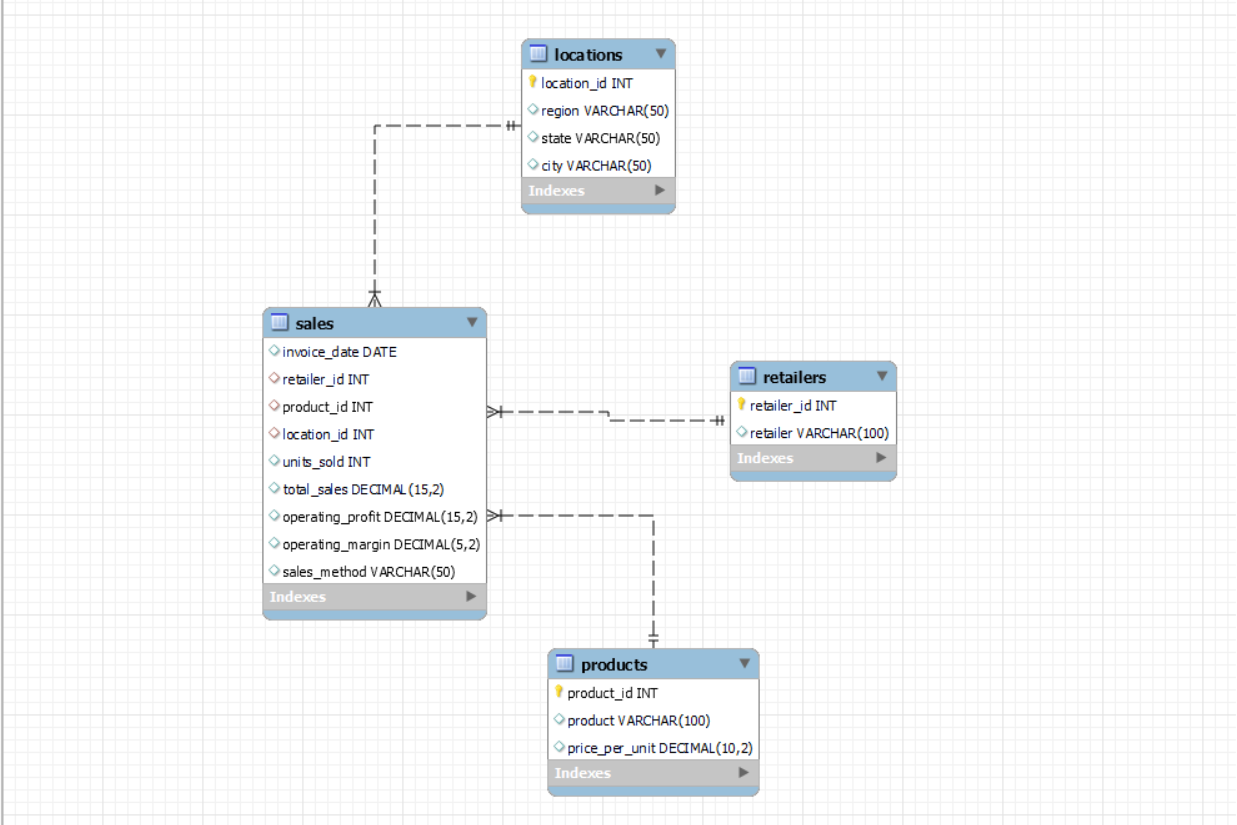 locations
location_id INT
region VARCHAR(50)
state VARCHAR(50)
city VARCHAR(50)
Indexes
sales
invoice_date DATE
retailer_id INT
product_id INT
location_id INT
units_sold INT
total_sales DECIMAL(15,2)
operating_profit DECIMAL(15,2)
operating_margin DECIMAL(5,2)
sales_method VARCHAR(50)
Indexes
retailers
retailer_id INT
retailer VARCHAR(100)
Indexes
products
product_id INT
product VARCHAR(100)
price_per_unit DECIMAL(10,2)
Indexes